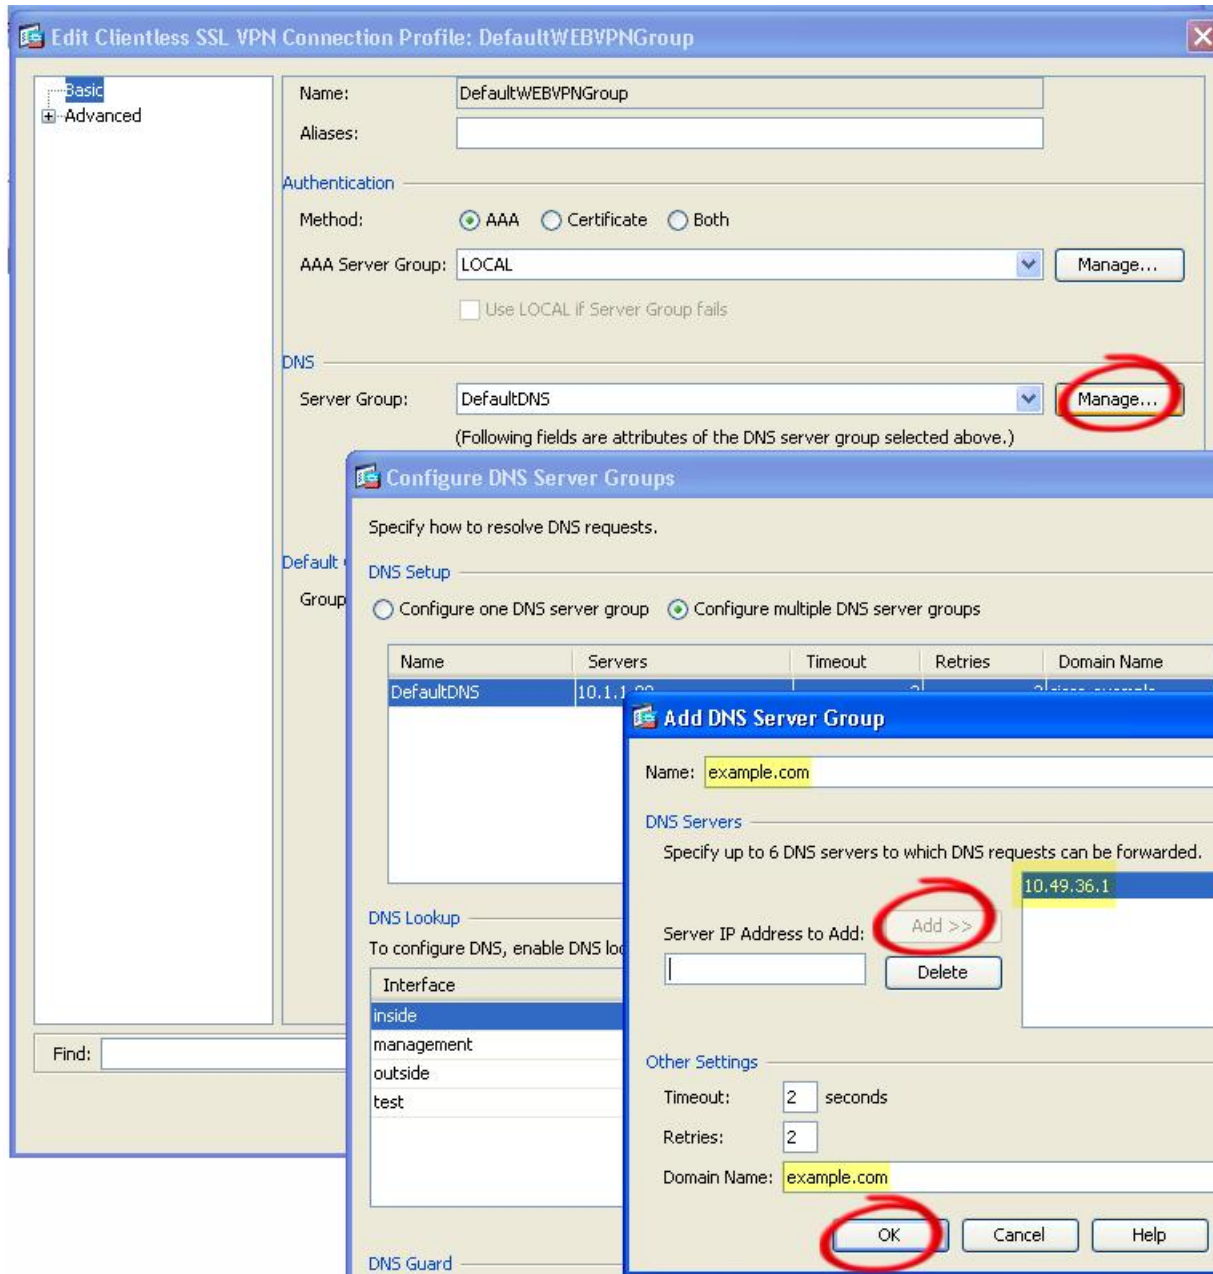 Edit Clientless SSL VPN Connection Profile: DefaultWEBVPNGroup
Basic
Advanced
Name: DefaultWEBVPNGroup
Aliases:
Authentication
Method: AAA Certificate Both
AAA Server Group: LOCAL Manage...
Use LOCAL if Server Group fails
DNS
Server Group: DefaultDNS Manage...
(Following fields are attributes of the DNS server group selected above.)
Default
Group
Find:
Configure DNS Server Groups
Specify how to resolve DNS requests.
DNS Setup
Configure one DNS server group Configure multiple DNS server groups
Name Servers Timeout Retries Domain Name
DefaultDNS
DNS Lookup
To configure DNS, enable DNS
Interface
inside
management
outside
test
DNS Guard
Add DNS Server Group
Name: example.com
DNS Servers
Specify up to 6 DNS servers to which DNS requests can be forwarded.
10.49.36.1
Server IP Address to Add: Add >>
Delete
Other Settings
Timeout: 2 seconds
Retries: 2
Domain Name: example.com
OK Cancel Help